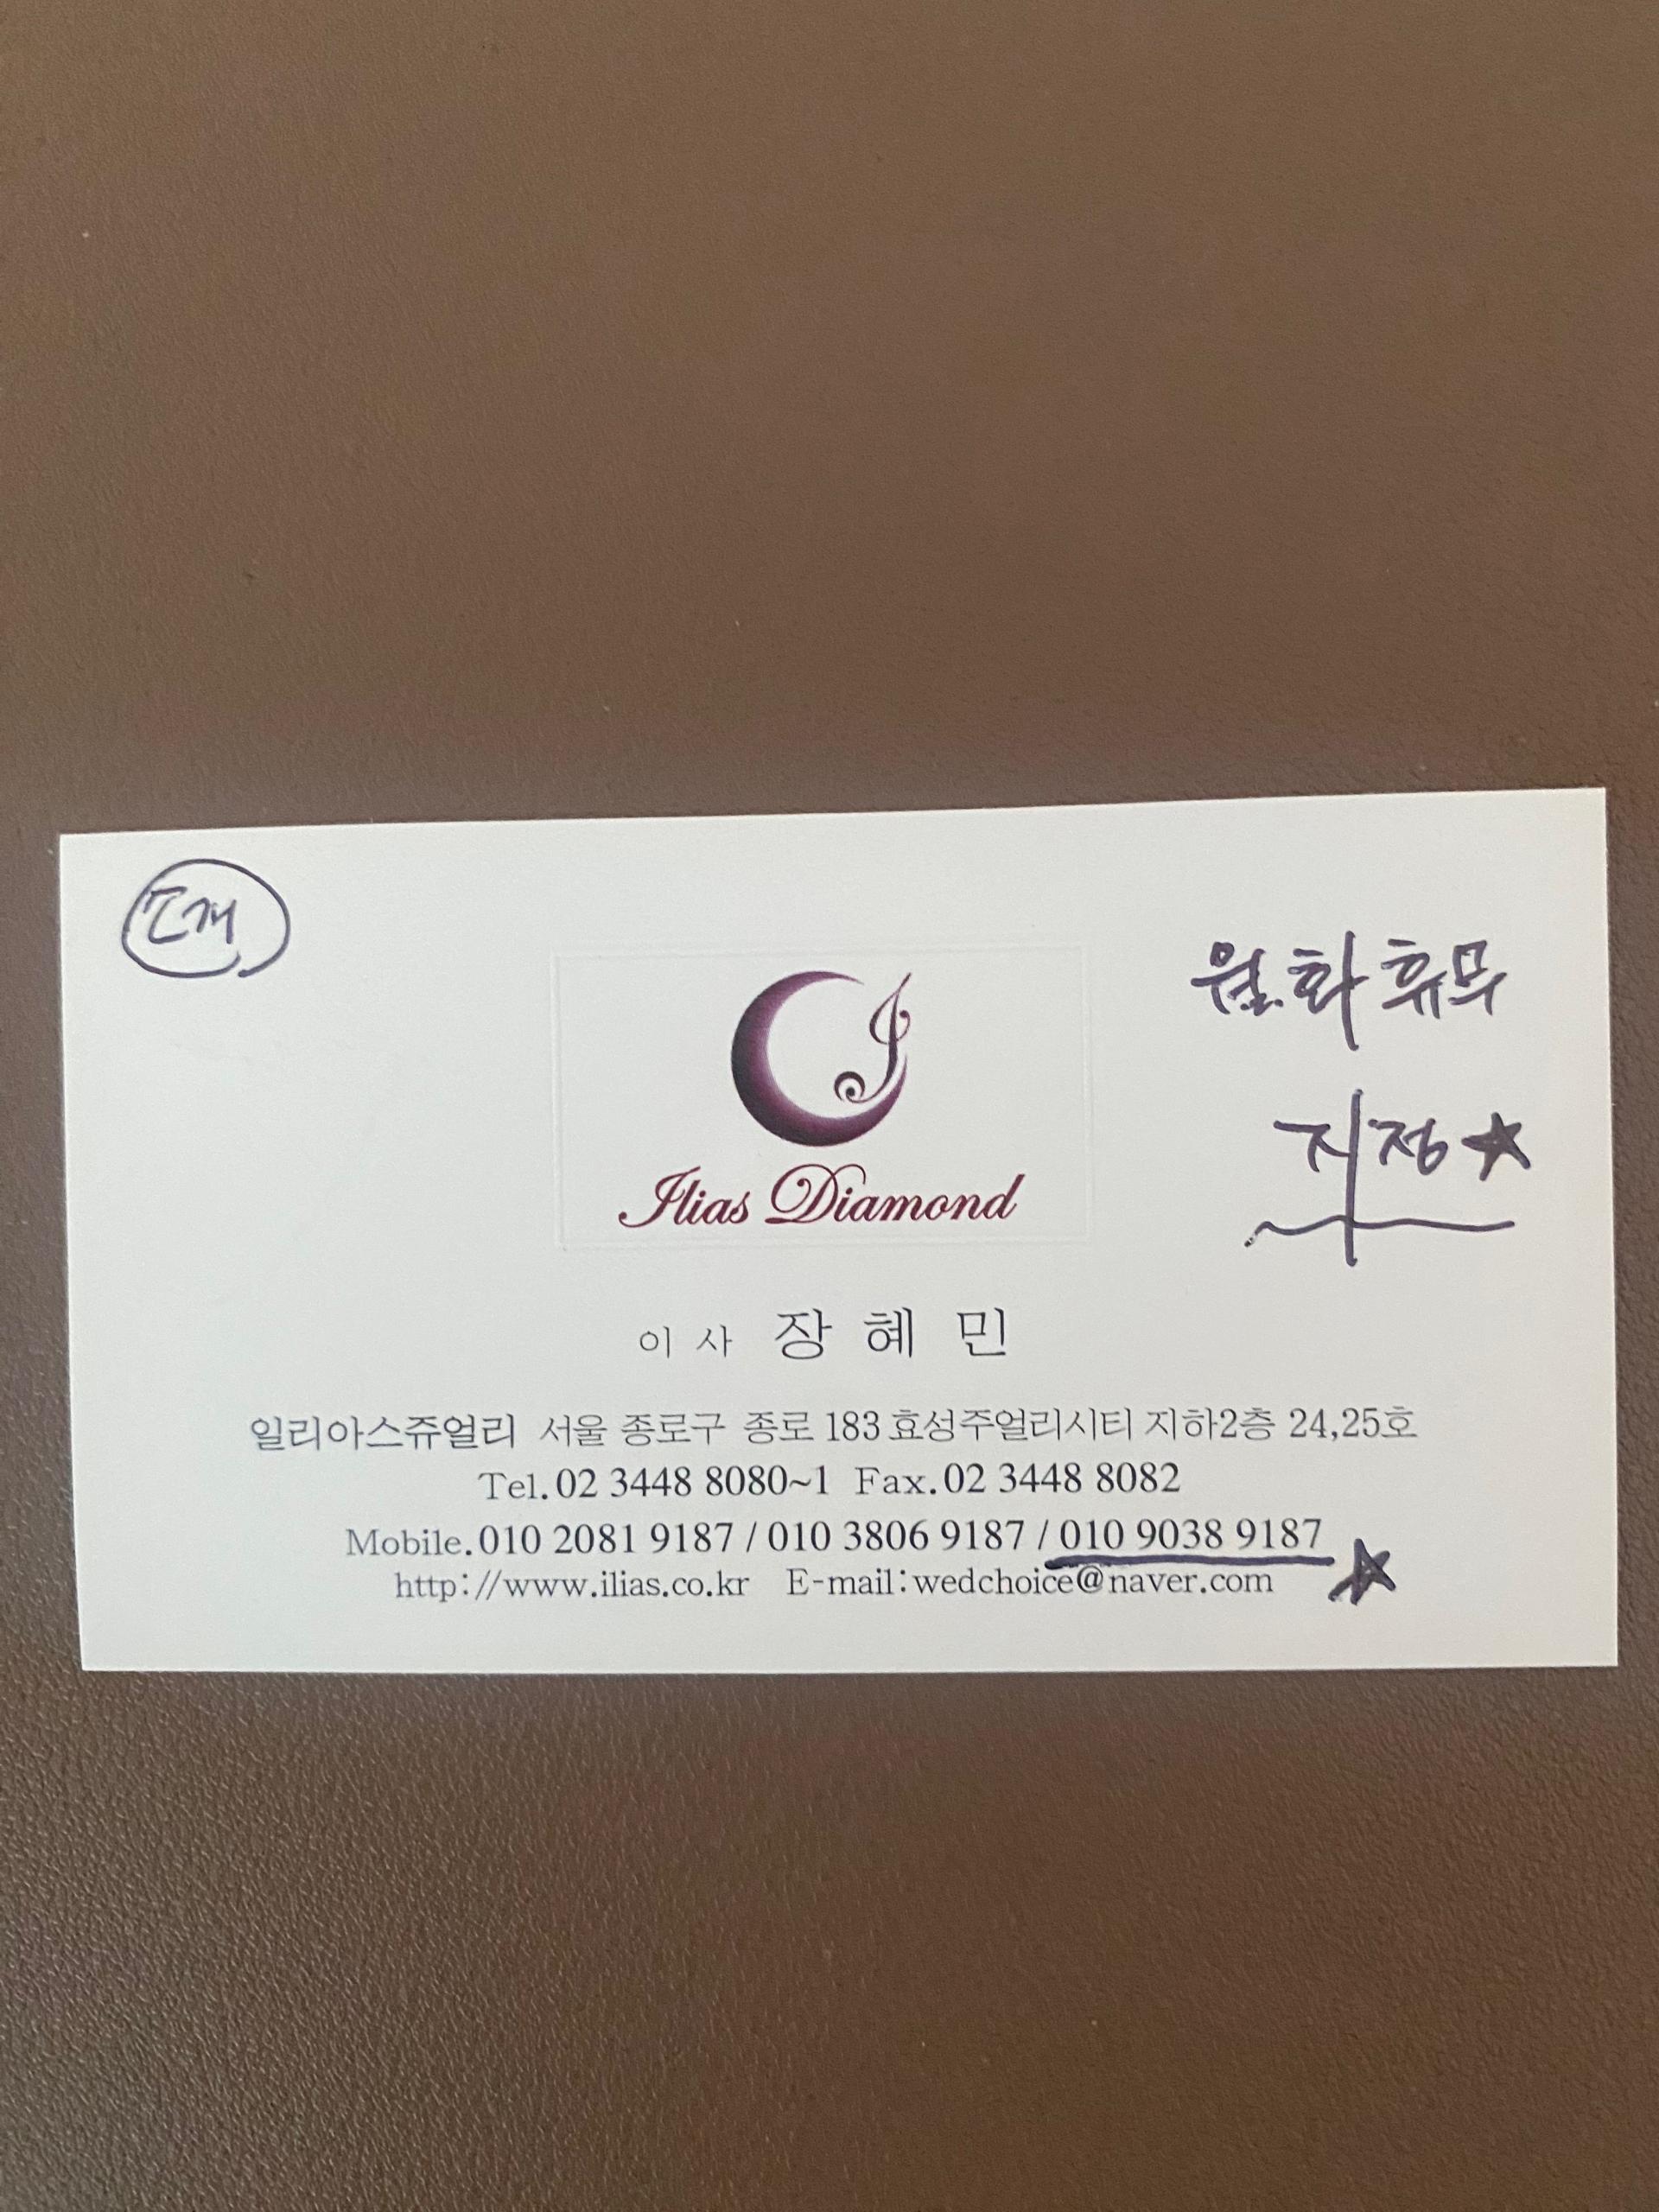 월.화 휴무
지정
Ilias Diamond
이사 장혜민
일리아스쥬얼리 서울 종로구 종로 183 효성주얼리시티 지하2층 24,25호
Tel. 02 3448 8080~1 Fax. 02 3448 8082
Mobile. 010 2081 9187 / 010 3806 9187 / 010 9038 9187
http://www.ilias.co.kr E-mail:wedchoice@naver.com